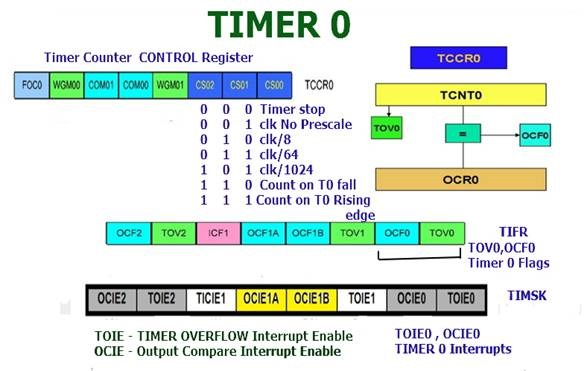 TIMER 0
Timer Counter CONTROL Register
FOC0 WGM00 COM01 COM00 WGM01 CS02 CS01 CS00 TCCR0
0 0 0 Timer stop
0 0 1 clk No Prescale
0 1 0 clk/8
0 1 1 clk/64
1 0 1 clk/1024
1 1 0 Count on T0 fall
1 1 1 Count on T0 Rising
edge
TCCR0
TCNT0
TOV0 = OCF0
OCR0
OCF2 TOV2 ICF1 OCF1A OCF1B TOV1 OCF0 TOV0 TIFR
TOV0,OCF0
Timer 0 Flags
OCIE2 TOIE2 TICIE1 OCIE1A OCIE1B TOIE1 OCIE0 TOIE0 TIMSK
TOIE - TIMER OVERFLOW Interrupt Enable
OCIE - Output Compare Interrupt Enable
TOIE0 , OCIE0
TIMER 0 Interrupts